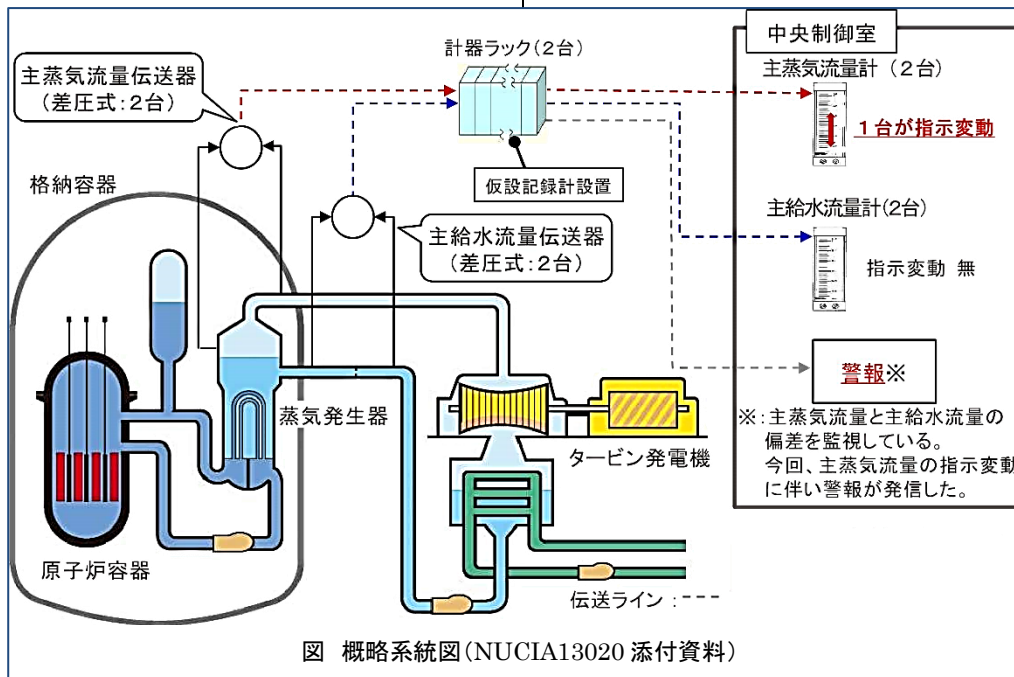 主蒸気流量伝送器
(差圧式:2台)
計器ラック(2台)
中央制御室
主蒸気流量計(2台)
1台が指示変動
仮設記録計設置
格納容器
主給水流量伝送器
(差圧式:2台)
主給水流量計(2台)
指示変動 無
警報※
※:主蒸気流量と主給水流量の
偏差を監視している。
今回、主蒸気流量の指示変動
に伴い警報が発信した。
蒸気発生器
タービン発電機
原子炉容器
伝送ライン:----
図 概略系統図(NUCIA13020 添付資料)